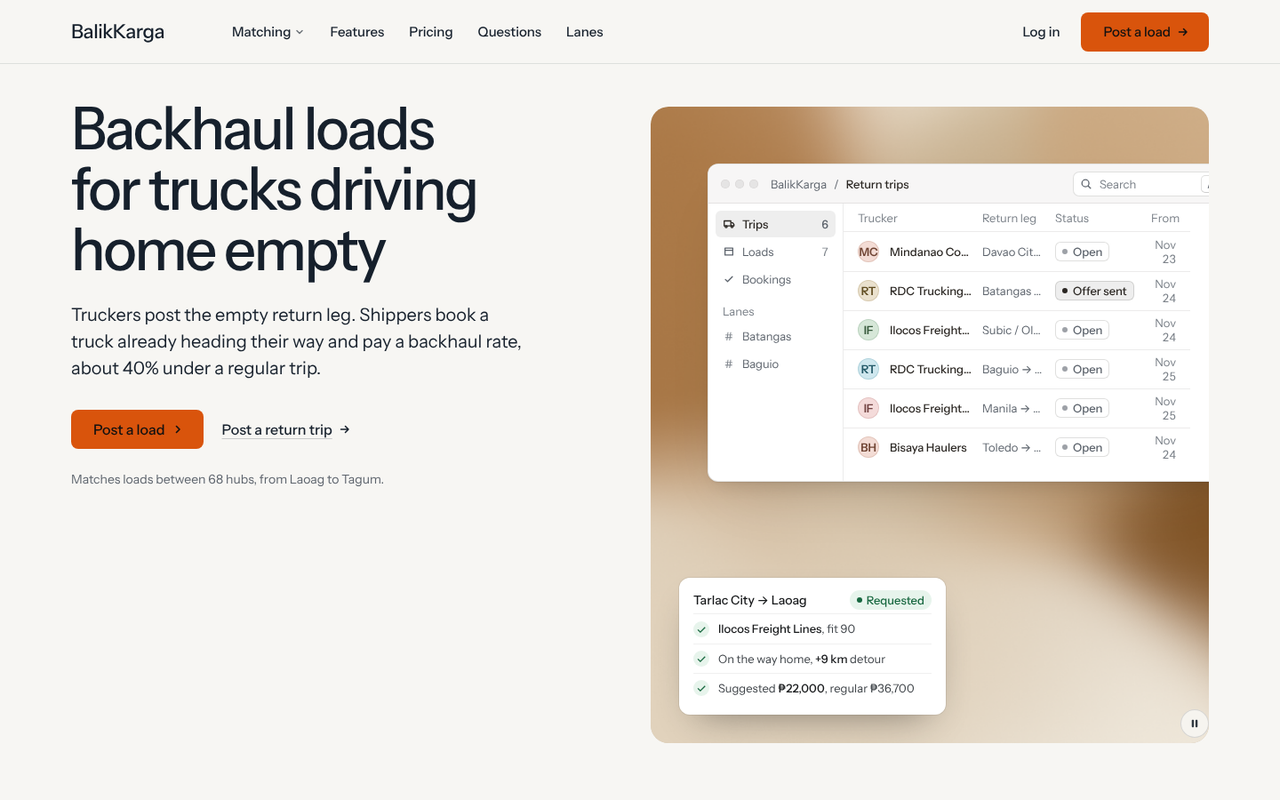 BalikKarga
Matching
Features
Pricing
Questions
Lanes
Log in
Post a load →
Backhaul loads
for trucks driving
home empty
Truckers post the empty return leg. Shippers book a
truck already heading their way and pay a backhaul rate,
about 40% under a regular trip.
Post a load
Post a return trip →
Matches loads between 68 hubs, from Laoag to Tagum.
BalikKarga / Return trips
Search
Trips 6
Loads 7
Bookings
Lanes
# Batangas
# Baguio
Trucker Return leg Status From
MC Mindanao Co... Davao Cit... Open Nov 23
RT RDC Trucking... Batangas ... Offer sent Nov 24
IF Ilocos Freight... Subic / Ol... Open Nov 24
RT RDC Trucking... Baguio → ... Open Nov 25
IF Ilocos Freight... Manila → ... Open Nov 25
BH Bisaya Haulers Toledo → ... Open Nov 24
Tarlac City → Laoag Requested
Ilocos Freight Lines, fit 90
On the way home, +9 km detour
Suggested ₱22,000, regular ₱36,700